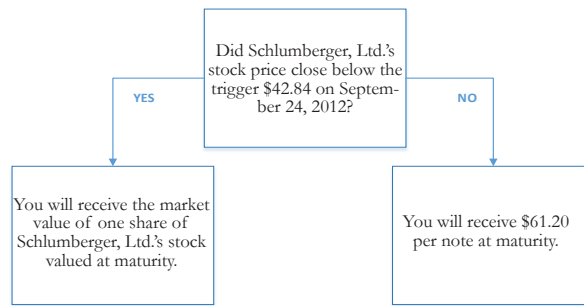 Did Schlumberger, Ltd.'s
stock price close below the
trigger $42.84 on Septem-
ber 24, 2012?
YES
NO
You will receive the market
value of one share of
Schlumberger, Ltd.'s stock
valued at maturity.
You will receive $61.20
per note at maturity.